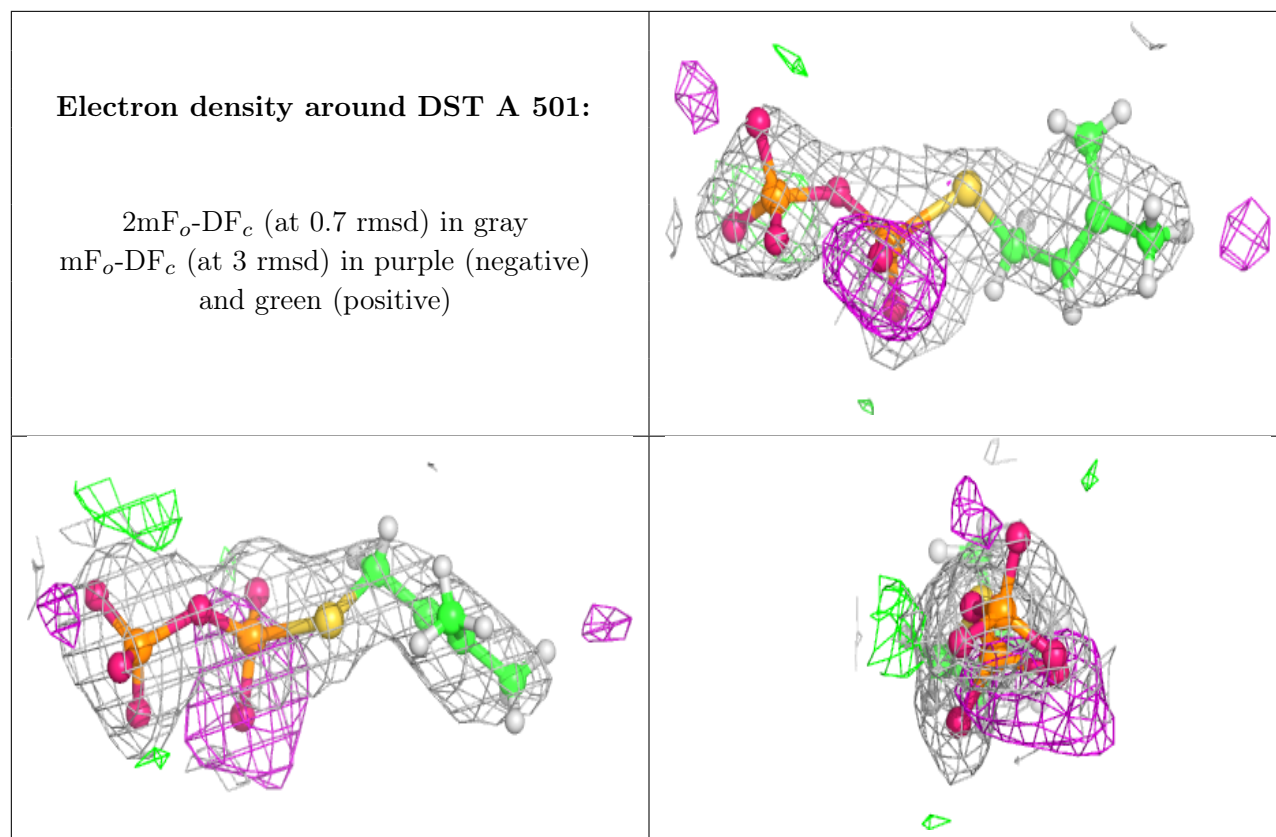 Electron density around DST A 501:
2mFo-DFc (at 0.7 rmsd) in gray
mFo-DFc (at 3 rmsd) in purple (negative)
and green (positive)